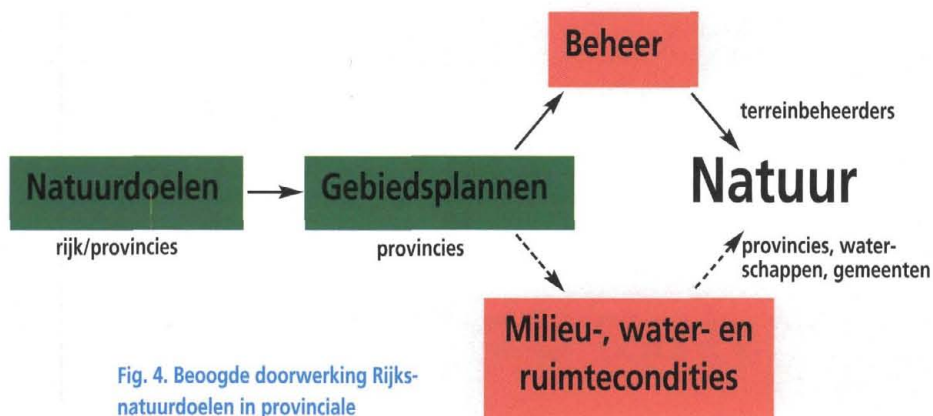 Beheer
terreinbeheerders
Natuurdoelen
Gebiedsplannen
Natuur
rijk/provincies
provincies
provincies, water-
schappen, gemeenten
Milieu-, water- en
ruimtecondities
Fig. 4. Beoogde doorwerking Rijks-
natuurdoelen in provinciale